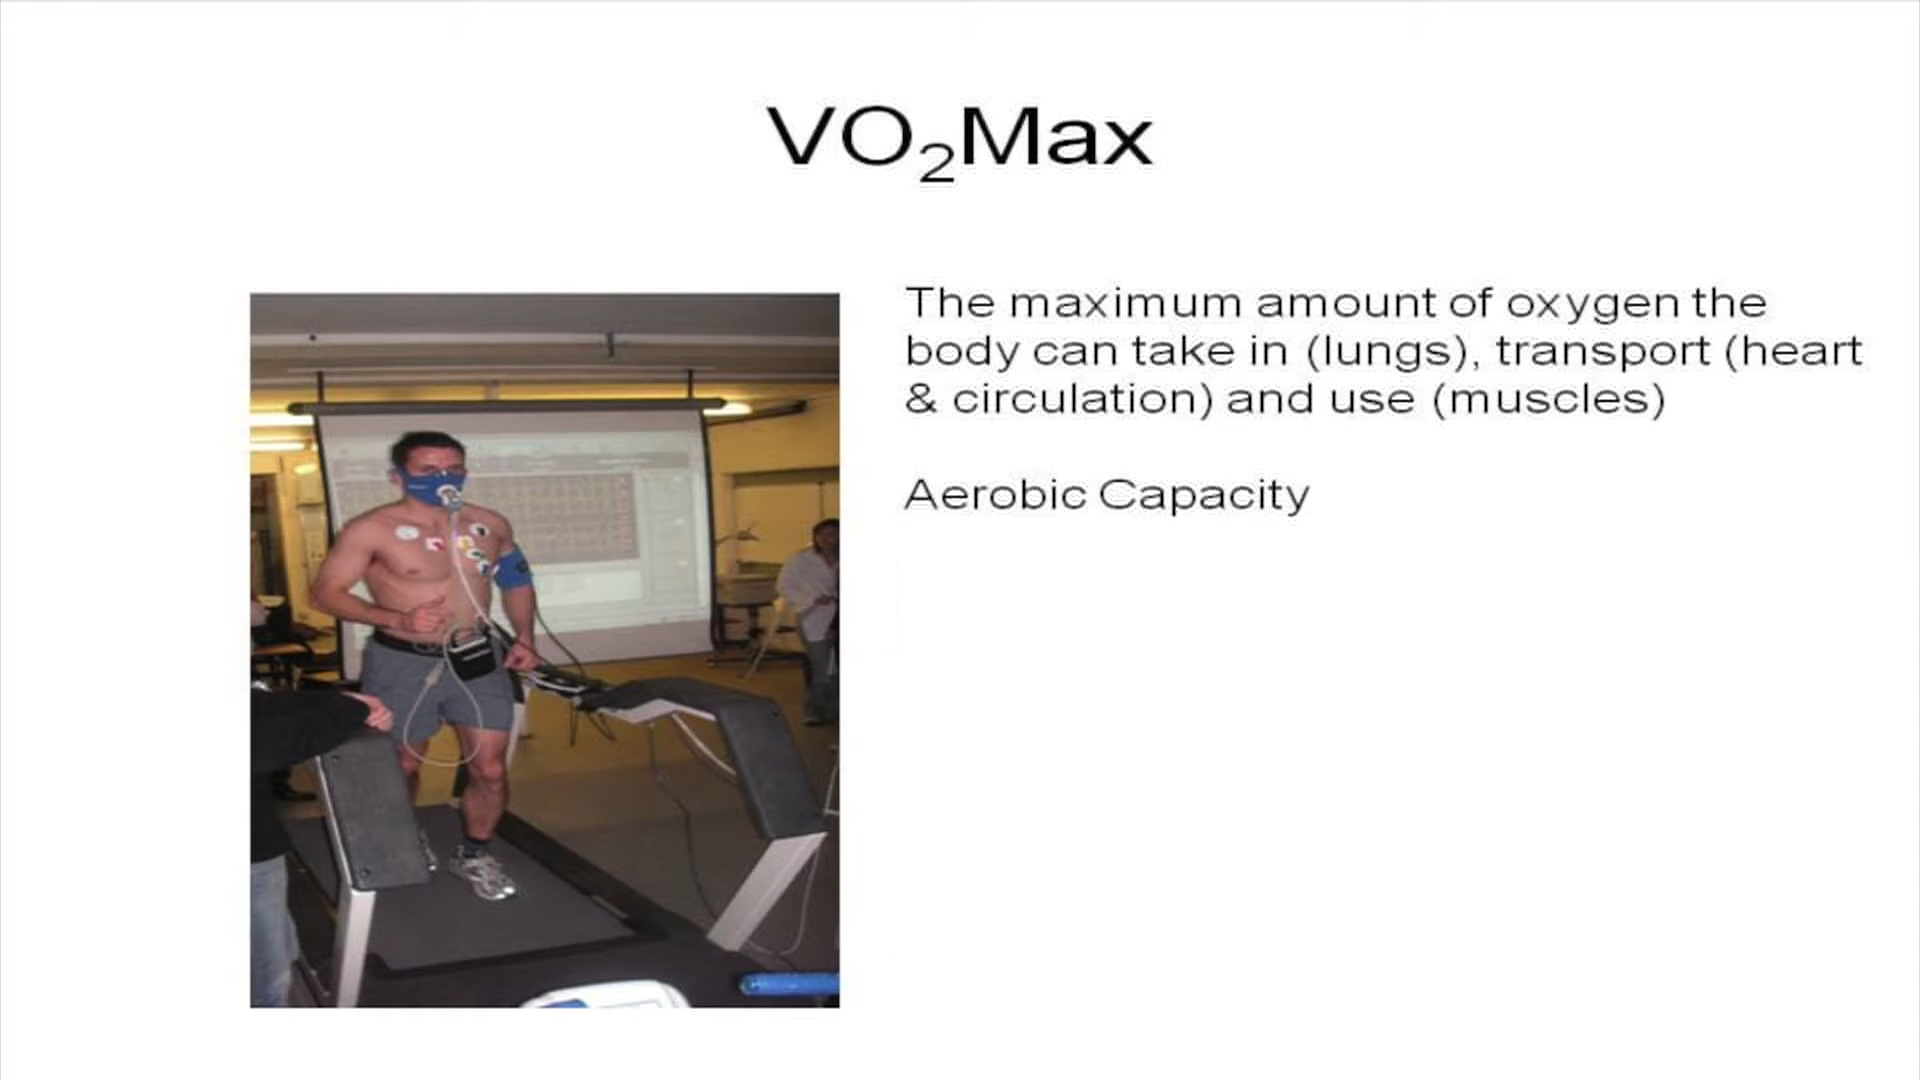 VO₂Max
The maximum amount of oxygen the
body can take in (lungs), transport (heart
& circulation) and use (muscles)
Aerobic Capacity